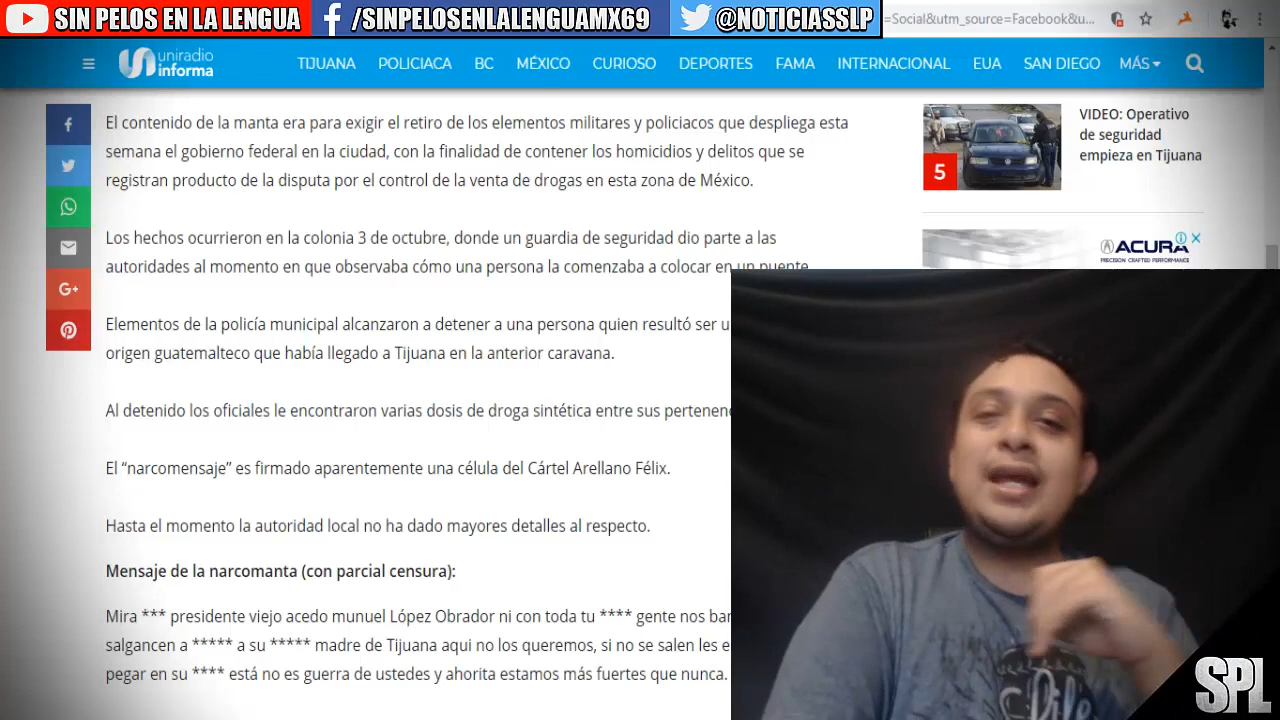 SIN PELOS EN LA LENGUA
/SINPELOSENLALENGUAMX69
@NOTICIASSLP
=Social&utm_source=Facebook&u...
uniradio
informa
TIJUANA POLICIACA BC MÉXICO CURIOSO DEPORTES FAMA INTERNACIONAL EUA SAN DIEGO MÁS
El contenido de la manta era para exigir el retiro de los elementos militares y policiacos que despliega esta
semana el gobierno federal en la ciudad, con la finalidad de contener los homicidios y delitos que se
registran producto de la disputa por el control de la venta de drogas en esta zona de México.
Los hechos ocurrieron en la colonia 3 de octubre, donde un guardia de seguridad dio parte a las
autoridades al momento en que observaba cómo una persona la comenzaba a colocar en un puente
Elementos de la policía municipal alcanzaron a detener a una persona quien resultó ser
origen guatemalteco que había llegado a Tijuana en la anterior caravana.
Al detenido los oficiales le encontraron varias dosis de droga sintética entre sus
El “narcomensaje” es firmado aparentemente una célula del Cártel Arellano Félix.
Hasta el momento la autoridad local no ha dado mayores detalles al respecto.
Mensaje de la narcomanta (con parcial censura):
Mira *** presidente viejo acedo munuel López Obrador ni con toda tu **** gente nos
salgancen a ***** a su ***** madre de Tijuana aqui no los queremos, si no se salen les
pegar en su **** está no es guerra de ustedes y ahorita estamos más fuertes que nunca.
5
VIDEO: Operativo
de seguridad
empieza en Tijuana
ACURA
PRECISION CRAFTED PERFORMANCE
SPL